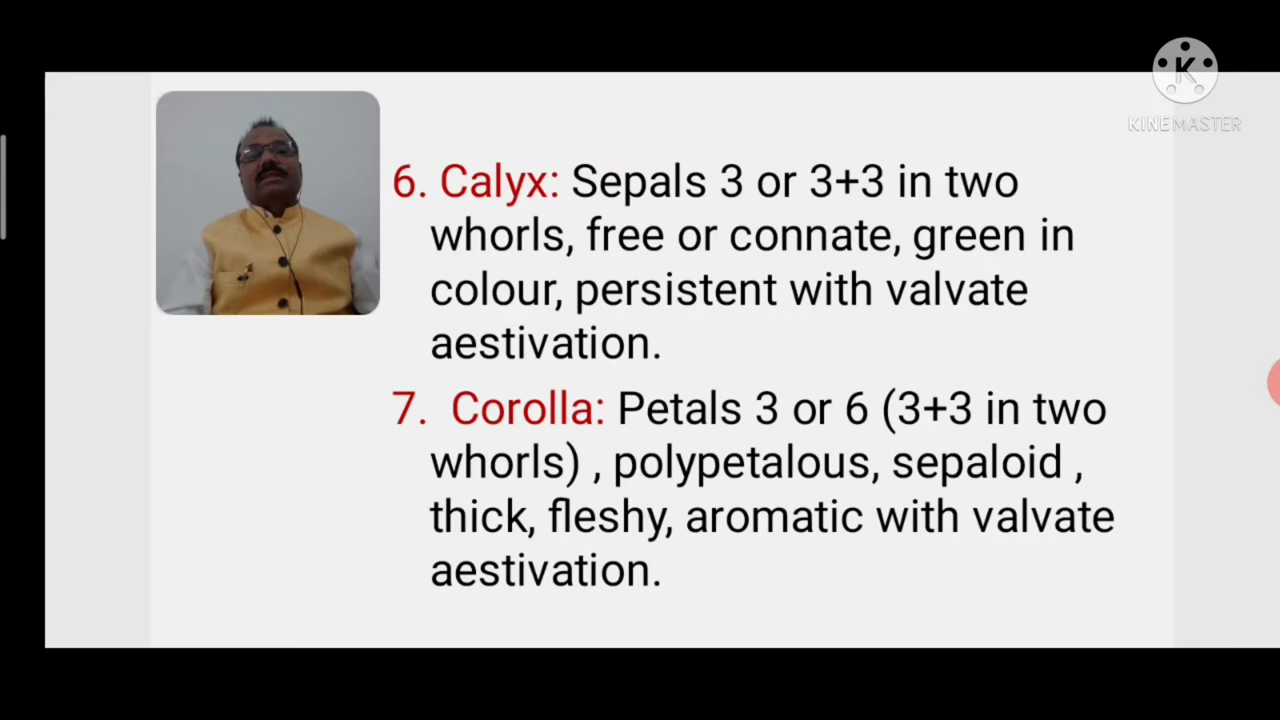 KINEMASTER
6. Calyx: Sepals 3 or 3+3 in two
whorls, free or connate, green in
colour, persistent with valvate
aestivation.
7. Corolla: Petals 3 or 6 (3+3 in two
whorls) , polypetalous, sepaloid ,
thick, fleshy, aromatic with valvate
aestivation.